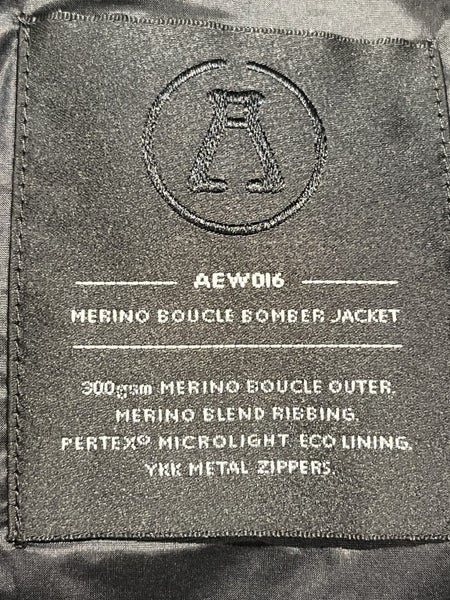 AEW016
MERINO BOUCLE BOMBER JACKET
300gsm MERINO BOUCLE OUTER.
MERINO BLEND RIBBING.
PERTEX® MICROLIGHT ECO LINING.
YKK METAL ZIPPERS.